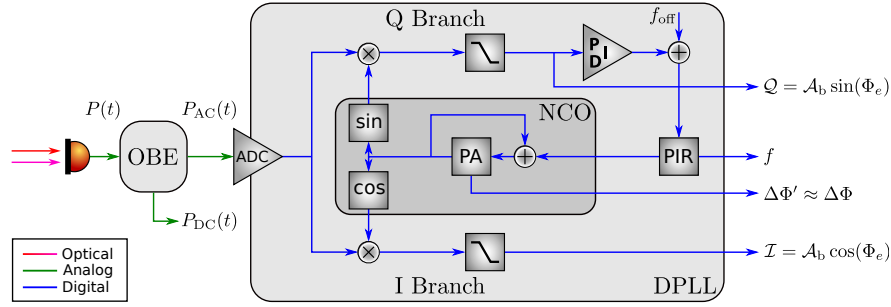 Q Branch
f_off
P
I
D
Q = A_b sin(Φ_e)
P(t)
P_AC(t)
NCO
sin
OBE
ADC
PA
PIR
f
cos
P_DC(t)
ΔΦ′ ≈ ΔΦ
Optical
Analog
Digital
I = A_b cos(Φ_e)
I Branch
DPLL